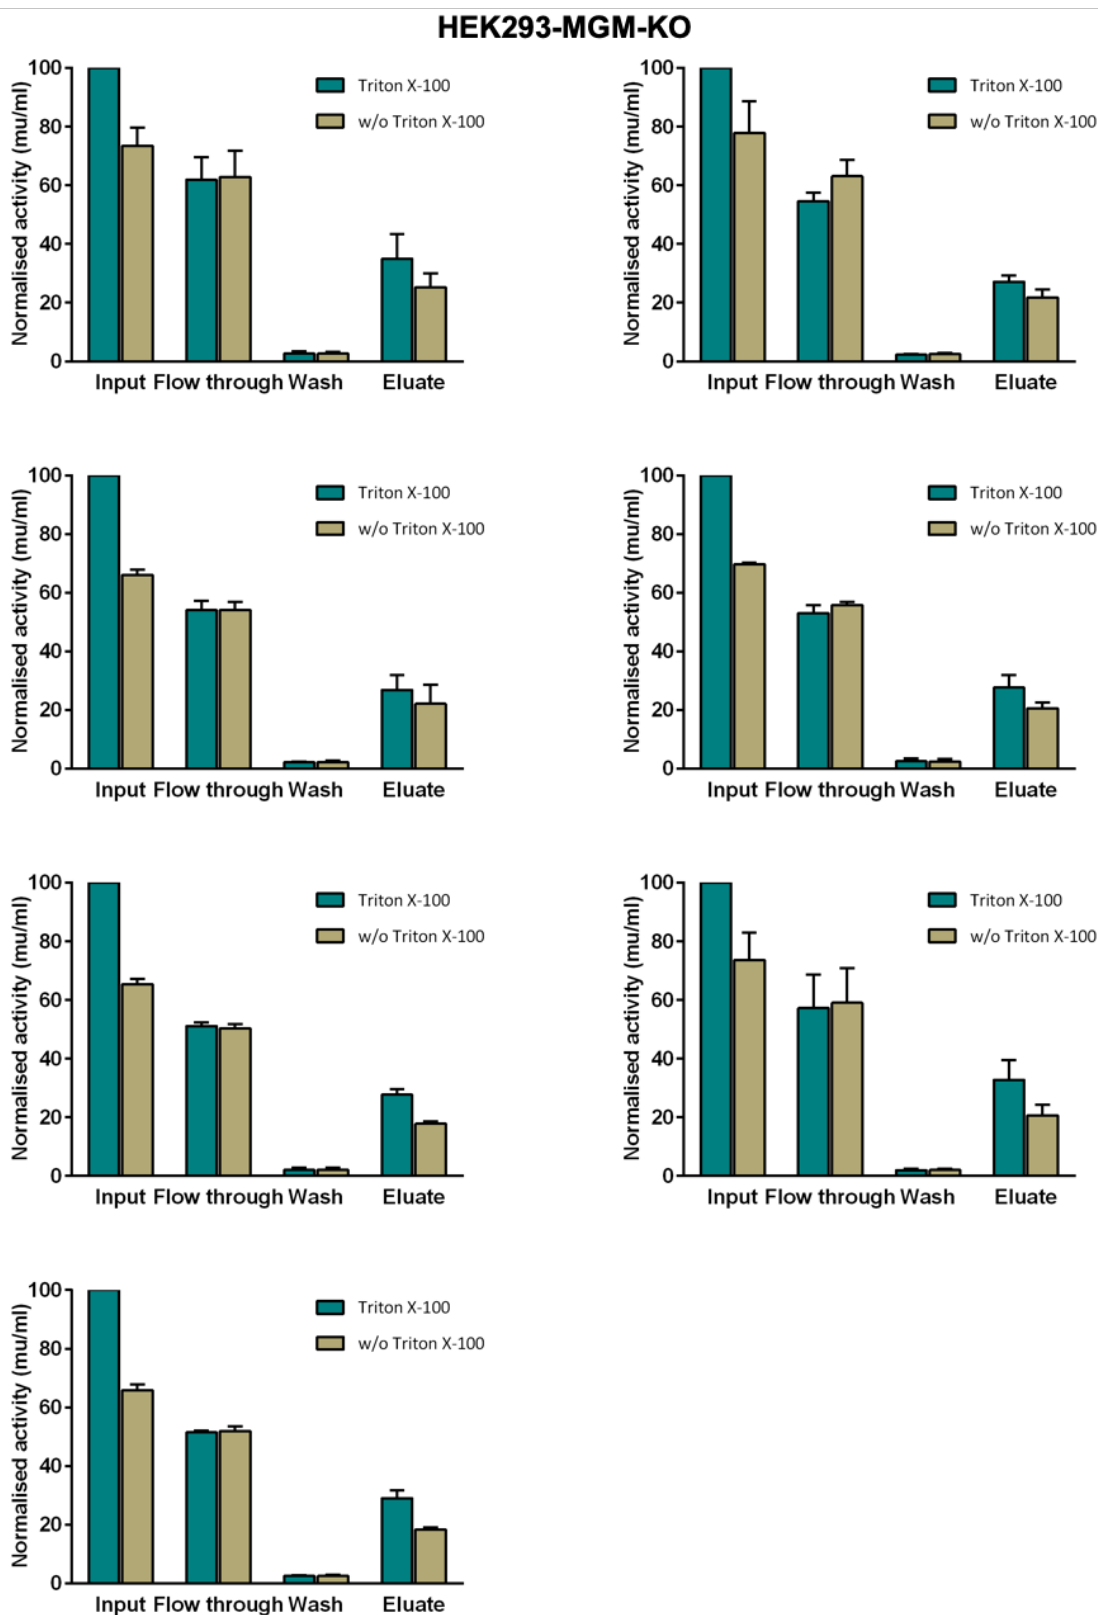 HEK293-MGM-KO
Normalised activity (mu/ml)
100
80
60
40
20
0
Triton X-100
w/o Triton X-100
Input Flow through Wash Eluate
Normalised activity (mu/ml)
100
80
60
40
20
0
Triton X-100
w/o Triton X-100
Input Flow through Wash Eluate
Normalised activity (mu/ml)
100
80
60
40
20
0
Triton X-100
w/o Triton X-100
Input Flow through Wash Eluate
Normalised activity (mu/ml)
100
80
60
40
20
0
Triton X-100
w/o Triton X-100
Input Flow through Wash Eluate
Normalised activity (mu/ml)
100
80
60
40
20
0
Triton X-100
w/o Triton X-100
Input Flow through Wash Eluate
Normalised activity (mu/ml)
100
80
60
40
20
0
Triton X-100
w/o Triton X-100
Input Flow through Wash Eluate
Normalised activity (mu/ml)
100
80
60
40
20
0
Triton X-100
w/o Triton X-100
Input Flow through Wash Eluate